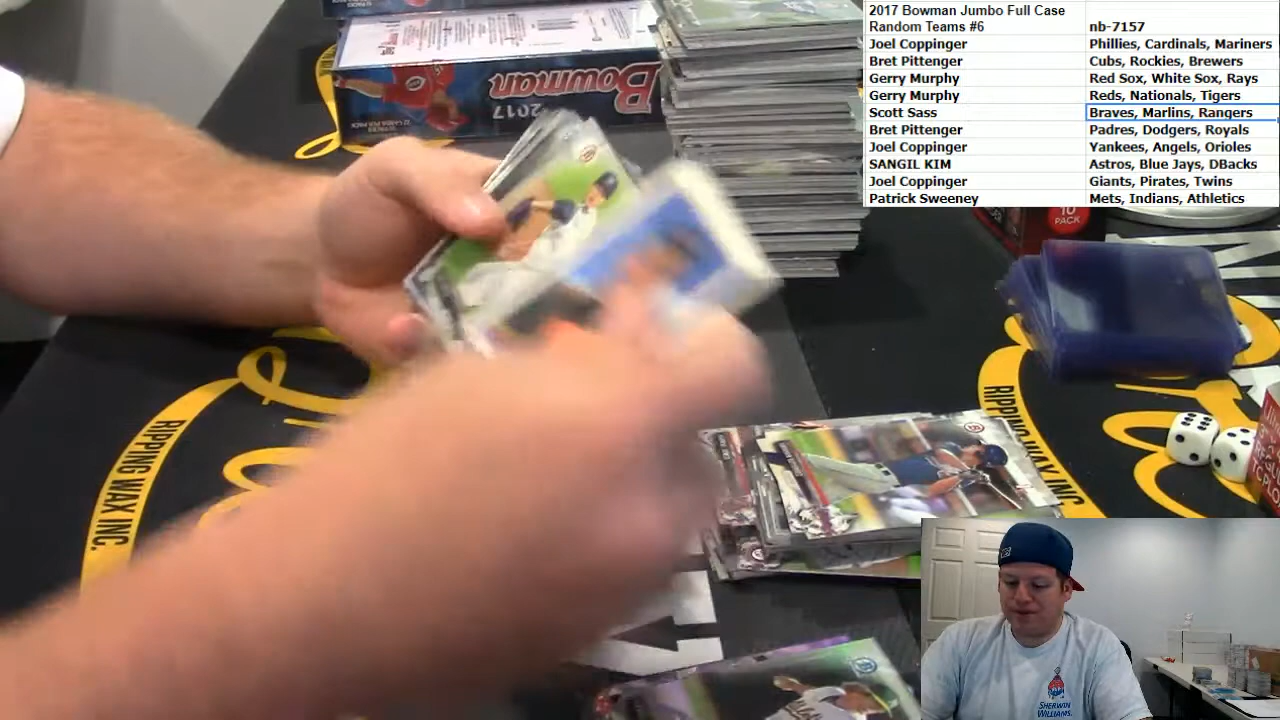 2017 Bowman Jumbo Full Case
Random Teams #6 nb-7157
Joel Coppinger Phillies, Cardinals, Mariners
Bret Pittenger Cubs, Rockies, Brewers
Gerry Murphy Red Sox, White Sox, Rays
Gerry Murphy Reds, Nationals, Tigers
Scott Sass Braves, Marlins, Rangers
Bret Pittenger Padres, Dodgers, Royals
Joel Coppinger Yankees, Angels, Orioles
SANGIL KIM Astros, Blue Jays, DBacks
Joel Coppinger Giants, Pirates, Twins
Patrick Sweeney Mets, Indians, Athletics
Bowman
2017
10
PACK
RIPPING WAX INC.
RIPPING WAX INC
SHERWIN
WILLIAMS.